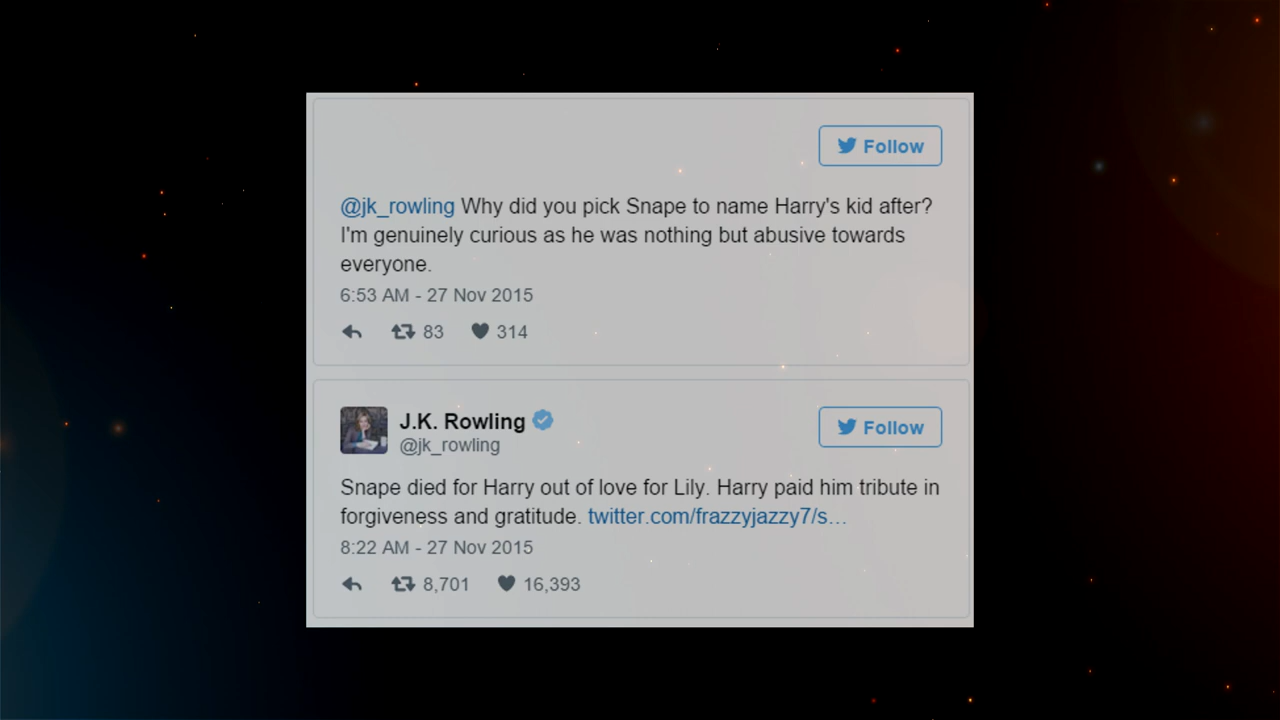 Follow
@jk_rowling Why did you pick Snape to name Harry's kid after?
I'm genuinely curious as he was nothing but abusive towards
everyone.
6:53 AM - 27 Nov 2015
83 314
J.K. Rowling
@jk_rowling
Follow
Snape died for Harry out of love for Lily. Harry paid him tribute in
forgiveness and gratitude. twitter.com/frazzyjazzy7/s…
8:22 AM - 27 Nov 2015
8,701 16,393